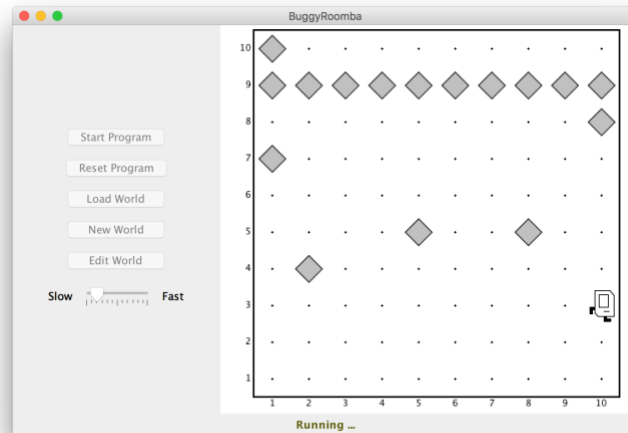 BuggyRoomba
Start Program
Reset Program
Load World
New World
Edit World
Slow Fast
10
9
8
7
6
5
4
3
2
1
1 2 3 4 5 6 7 8 9 10
Running ...